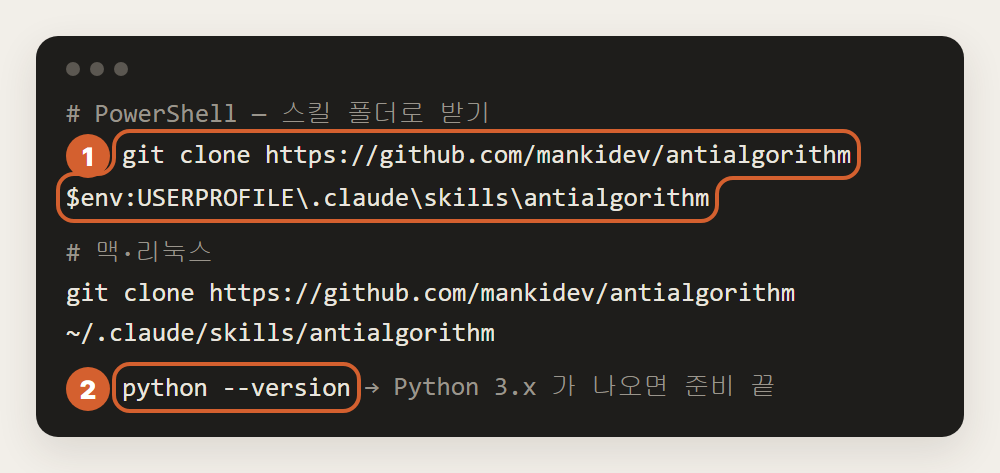 # PowerShell — 스킬 폴더로 받기
1 git clone https://github.com/mankidev/antialgorithm
$env:USERPROFILE\.claude\skills\antialgorithm
# 맥·리눅스
git clone https://github.com/mankidev/antialgorithm
~/.claude/skills/antialgorithm
2 python --version → Python 3.x 가 나오면 준비 끝